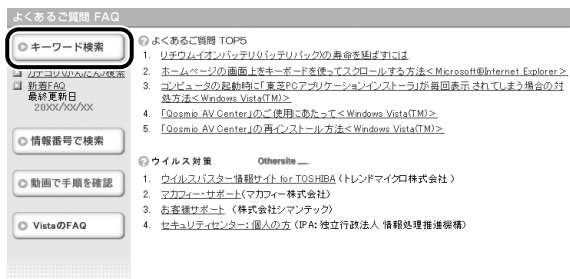 よくあるご質問 FAQ
キーワード検索
カテゴリ(かんたん)検索
新着FAQ
最終更新日
20XX/XX/XX
情報番号で検索
動画で手順を確認
VistaのFAQ
よくあるご質問 TOP5
1. リチウムイオンバッテリ(バッテリパック)の寿命を延ばすには
2. ホームページの画面上をキーボードを使ってスクロールする方法<Microsoft®Internet Explorer>
3. コンピュータの起動時に「東芝PCアプリケーションインストーラ」が毎回表示されてしまう場合の対
処方法<Windows Vista(TM)>
4. 「Qosmio AV Center」のご使用にあたって<Windows Vista(TM)>
5. 「Qosmio AV Center」の再インストール方法<Windows Vista(TM)>
ウイルス対策 Othersite
1. ウイルスバスター情報サイト for TOSHIBA (トレンドマイクロ株式会社)
2. マカフィー・サポート(マカフィー株式会社)
3. お客様サポート (株式会社シマンテック)
4. セキュリティセンター:個人の方 (IPA:独立行政法人 情報処理推進機構)